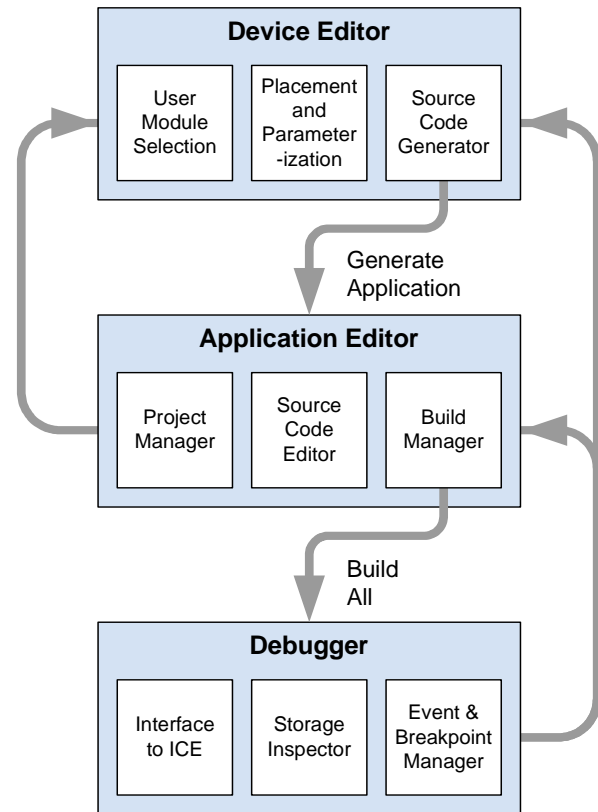 Device Editor
User
Module
Selection
Placement
and
Parameter
-ization
Source
Code
Generator
Generate
Application
Application Editor
Project
Manager
Source
Code
Editor
Build
Manager
Build
All
Debugger
Interface
to ICE
Storage
Inspector
Event &
Breakpoint
Manager